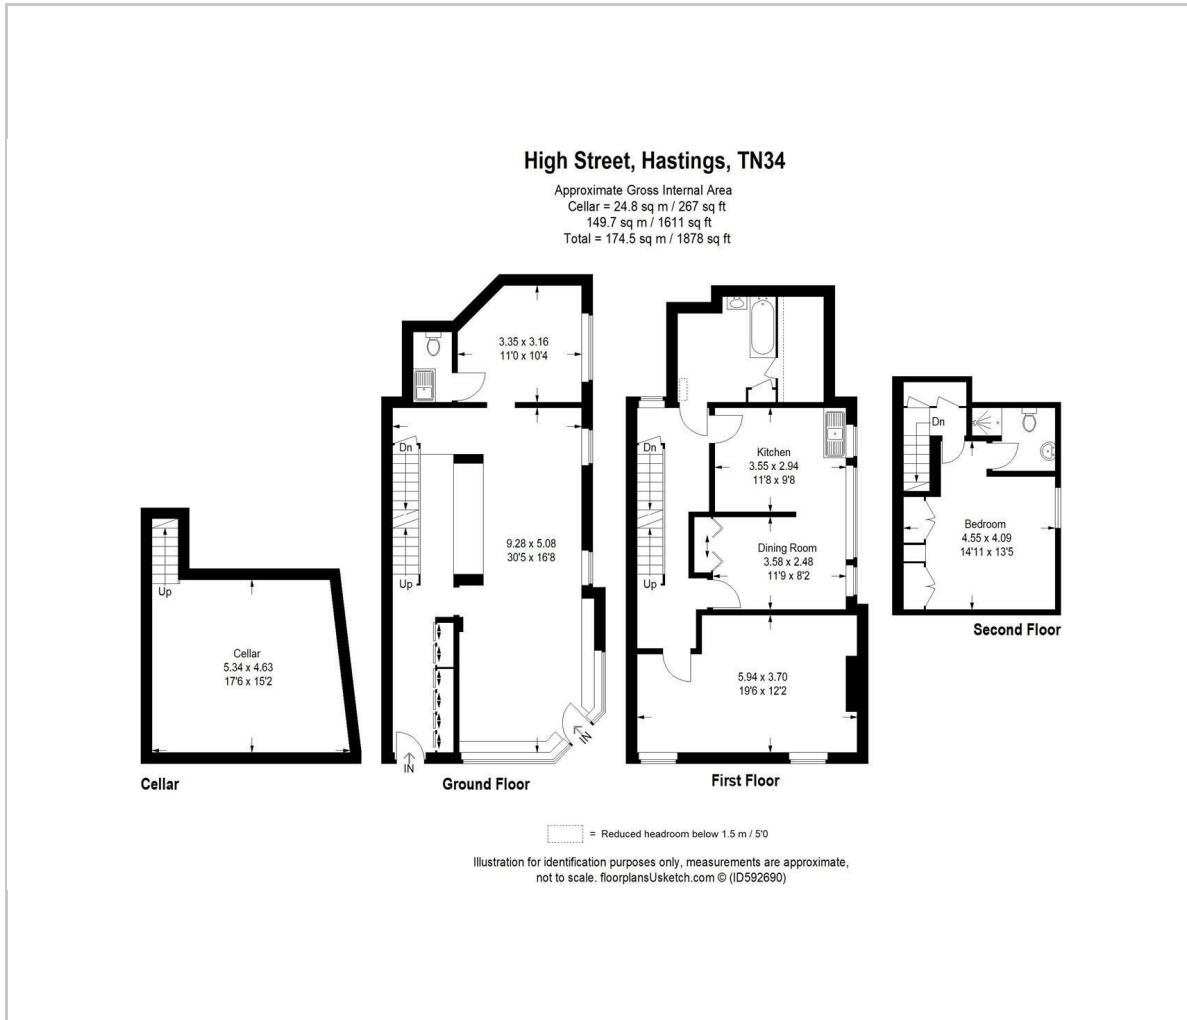 High Street, Hastings, TN34
Approximate Gross Internal Area
Cellar = 24.8 sq m / 267 sq ft
149.7 sq m / 1611 sq ft
Total = 174.5 sq m / 1878 sq ft
Up
Cellar
5.34 x 4.63
17'6 x 15'2
Cellar
3.35 x 3.16
11'0 x 10'4
Dn
Up
9.28 x 5.08
30'5 x 16'8
IN
IN
Ground Floor
Kitchen
3.55 x 2.94
11'8 x 9'8
Dn
Up
Dining Room
3.58 x 2.48
11'9 x 8'2
5.94 x 3.70
19'6 x 12'2
First Floor
Dn
Bedroom
4.55 x 4.09
14'11 x 13'5
Second Floor
= Reduced headroom below 1.5 m / 5'0
Illustration for identification purposes only, measurements are approximate,
not to scale. floorplansUsketch.com © (ID592690)